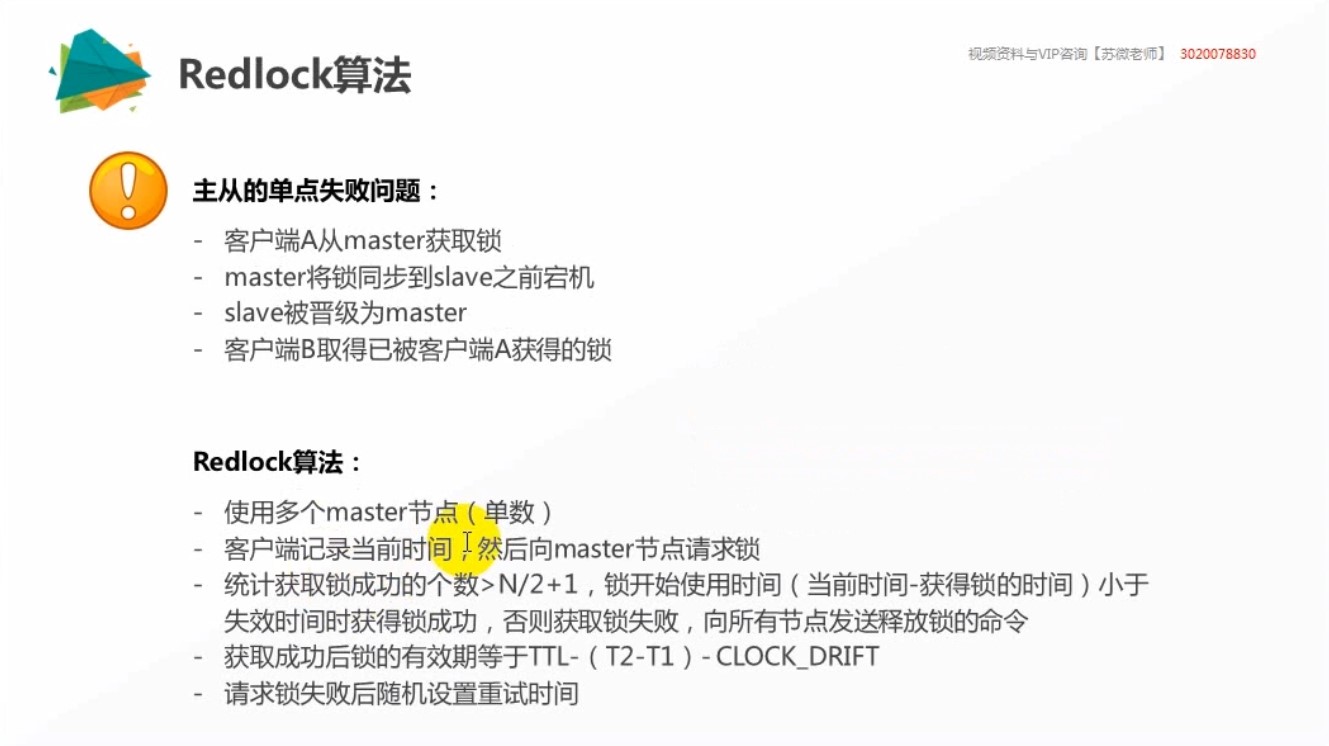 Redlock算法
视频资料与VIP咨询【苏微老师】 3020078830
主从的单点失败问题：
- 客户端A从master获取锁
- master将锁同步到slave之前宕机
- slave被晋级为master
- 客户端B取得已被客户端A获得的锁
Redlock算法：
- 使用多个master节点（单数）
- 客户端记录当前时间，然后向master节点请求锁
- 统计获取锁成功的个数>N/2+1，锁开始使用时间（当前时间-获得锁的时间）小于
失效时间时获得锁成功，否则获取锁失败，向所有节点发送释放锁的命令
- 获取成功后锁的有效期等于TTL-（T2-T1）- CLOCK_DRIFT
- 请求锁失败后随机设置重试时间